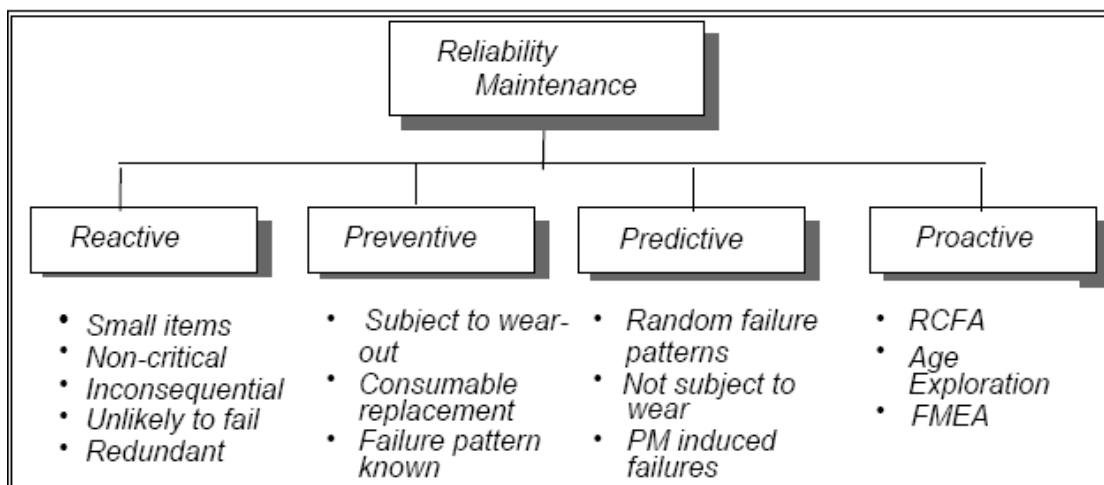 Reliability
Maintenance
Reactive
Preventive
Predictive
Proactive
• Small items
• Non-critical
• Inconsequential
• Unlikely to fail
• Redundant
• Subject to wear-
out
• Consumable
replacement
• Failure pattern
known
• Random failure
patterns
• Not subject to
wear
• PM induced
failures
• RCFA
• Age
Exploration
• FMEA